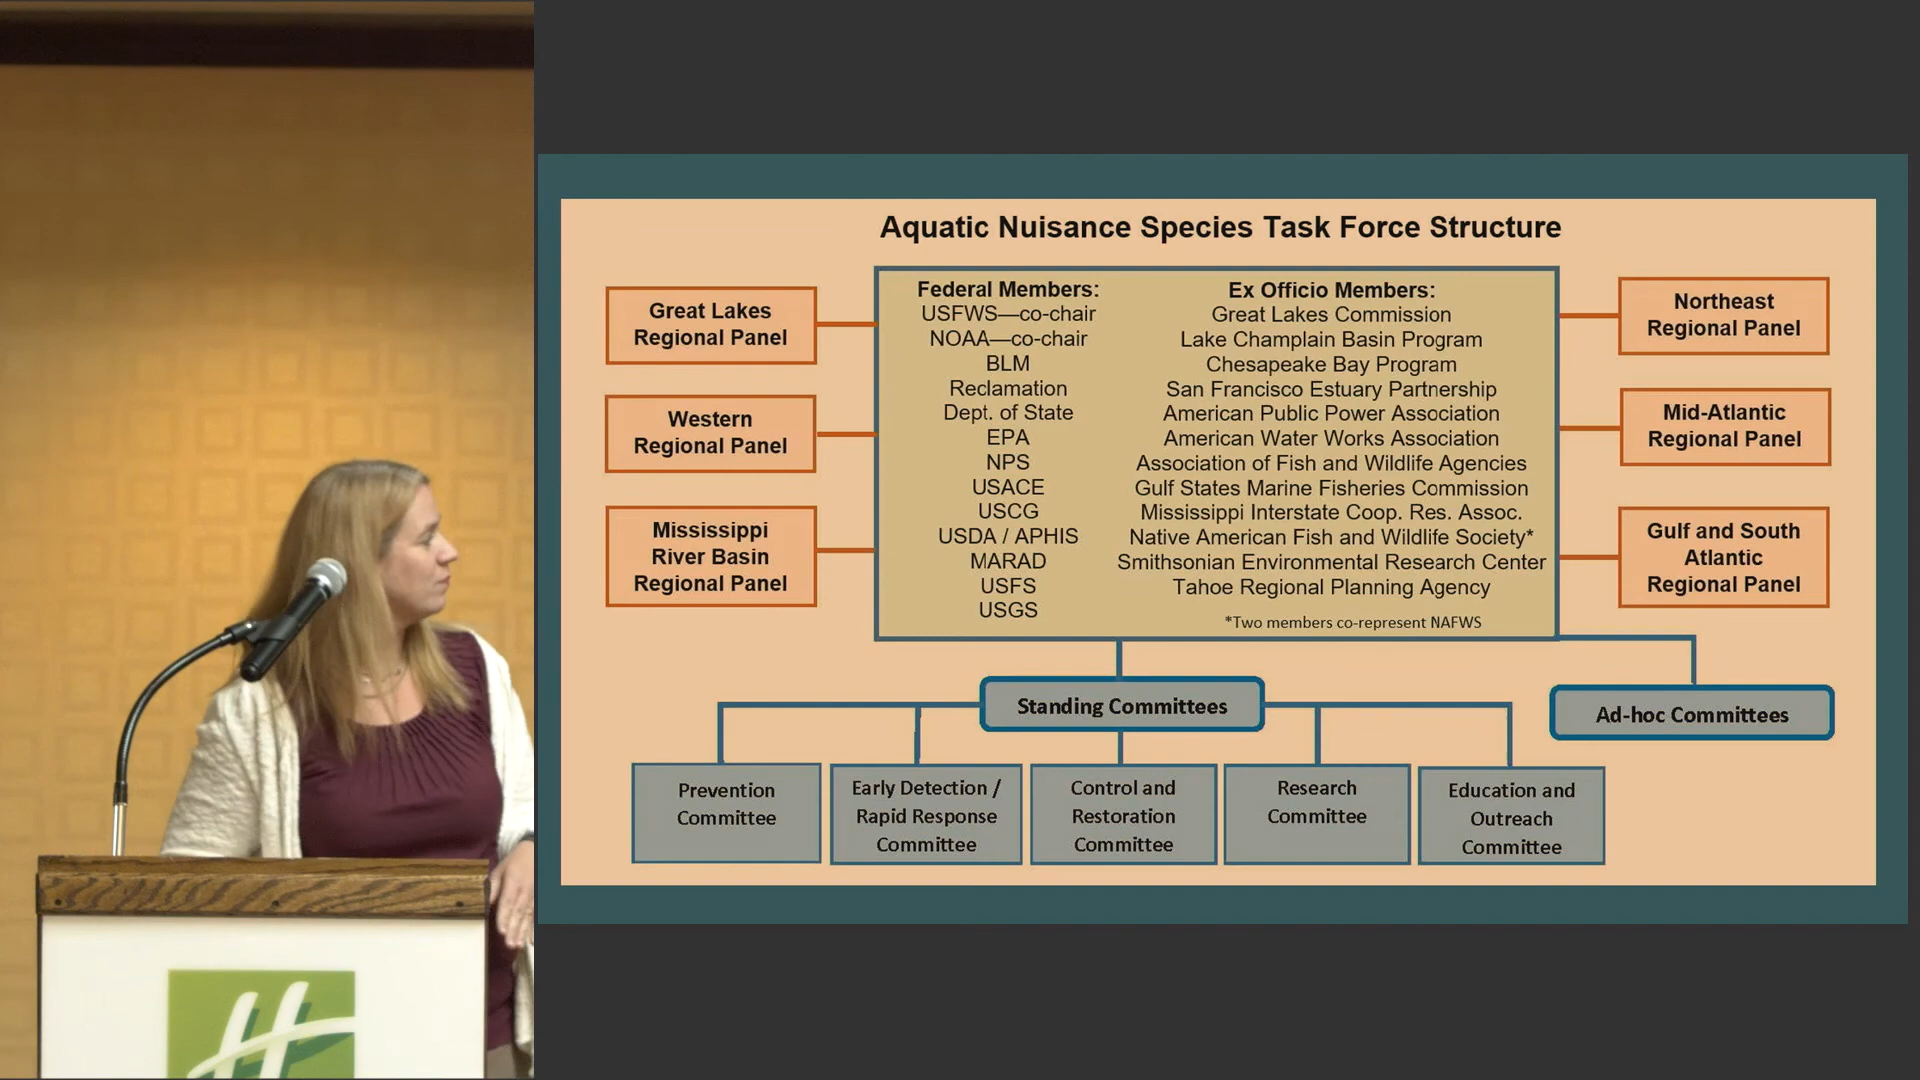 Aquatic Nuisance Species Task Force Structure
Great Lakes
Regional Panel
Western
Regional Panel
Mississippi
River Basin
Regional Panel
Federal Members:
USFWS—co-chair
NOAA—co-chair
BLM
Reclamation
Dept. of State
EPA
NPS
USACE
USCG
USDA / APHIS
MARAD
USFS
USGS
Ex Officio Members:
Great Lakes Commission
Lake Champlain Basin Program
Chesapeake Bay Program
San Francisco Estuary Partnership
American Public Power Association
American Water Works Association
Association of Fish and Wildlife Agencies
Gulf States Marine Fisheries Commission
Mississippi Interstate Coop. Res. Assoc.
Native American Fish and Wildlife Society*
Smithsonian Environmental Research Center
Tahoe Regional Planning Agency
*Two members co-represent NAFWS
Northeast
Regional Panel
Mid-Atlantic
Regional Panel
Gulf and South
Atlantic
Regional Panel
Standing Committees
Ad-hoc Committees
Prevention
Committee
Early Detection /
Rapid Response
Committee
Control and
Restoration
Committee
Research
Committee
Education and
Outreach
Committee
H